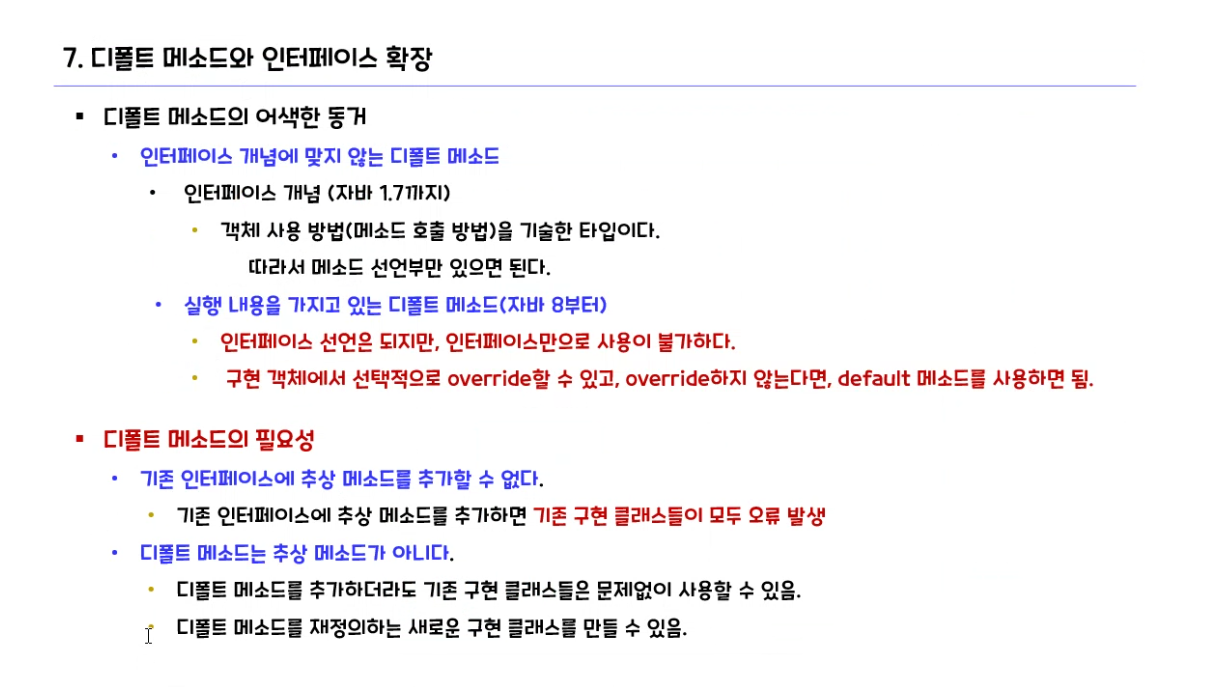 7. 디폴트 메소드와 인터페이스 확장
▪ 디폴트 메소드의 어색한 동거
• 인터페이스 개념에 맞지 않는 디폴트 메소드
• 인터페이스 개념 (자바 1.7까지)
• 객체 사용 방법(메소드 호출 방법)을 기술한 타입이다.
따라서 메소드 선언부만 있으면 된다.
• 실행 내용을 가지고 있는 디폴트 메소드(자바 8부터)
• 인터페이스 선언은 되지만, 인터페이스만으로 사용이 불가하다.
• 구현 객체에서 선택적으로 override할 수 있고, override하지 않는다면, default 메소드를 사용하면 됨.
▪ 디폴트 메소드의 필요성
• 기존 인터페이스에 추상 메소드를 추가할 수 없다.
• 기존 인터페이스에 추상 메소드를 추가하면 기존 구현 클래스들이 모두 오류 발생
• 디폴트 메소드는 추상 메소드가 아니다.
• 디폴트 메소드를 추가하더라도 기존 구현 클래스들은 문제없이 사용할 수 있음.
• 디폴트 메소드를 재정의하는 새로운 구현 클래스를 만들 수 있음.